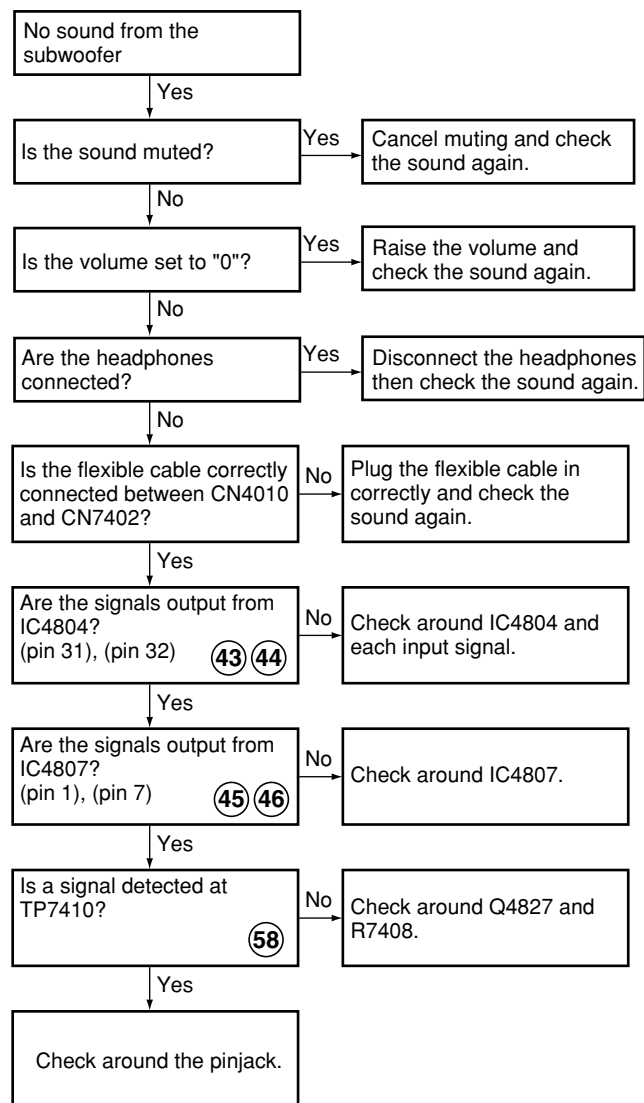 No sound from the
subwoofer
Yes
Is the sound muted?
Yes
Cancel muting and check
the sound again.
No
Is the volume set to "0"?
Yes
Raise the volume and
check the sound again.
No
Are the headphones
connected?
Yes
Disconnect the headphones
then check the sound again.
No
Is the flexible cable correctly
connected between CN4010
and CN7402?
No
Plug the flexible cable in
correctly and check the
sound again.
Yes
Are the signals output from
IC4804?
(pin 31), (pin 32)
43 44
No
Check around IC4804 and
each input signal.
Yes
Are the signals output from
IC4807?
(pin 1), (pin 7)
45 46
No
Check around IC4807.
Yes
Is a signal detected at
TP7410?
58
No
Check around Q4827 and
R7408.
Yes
Check around the pinjack.